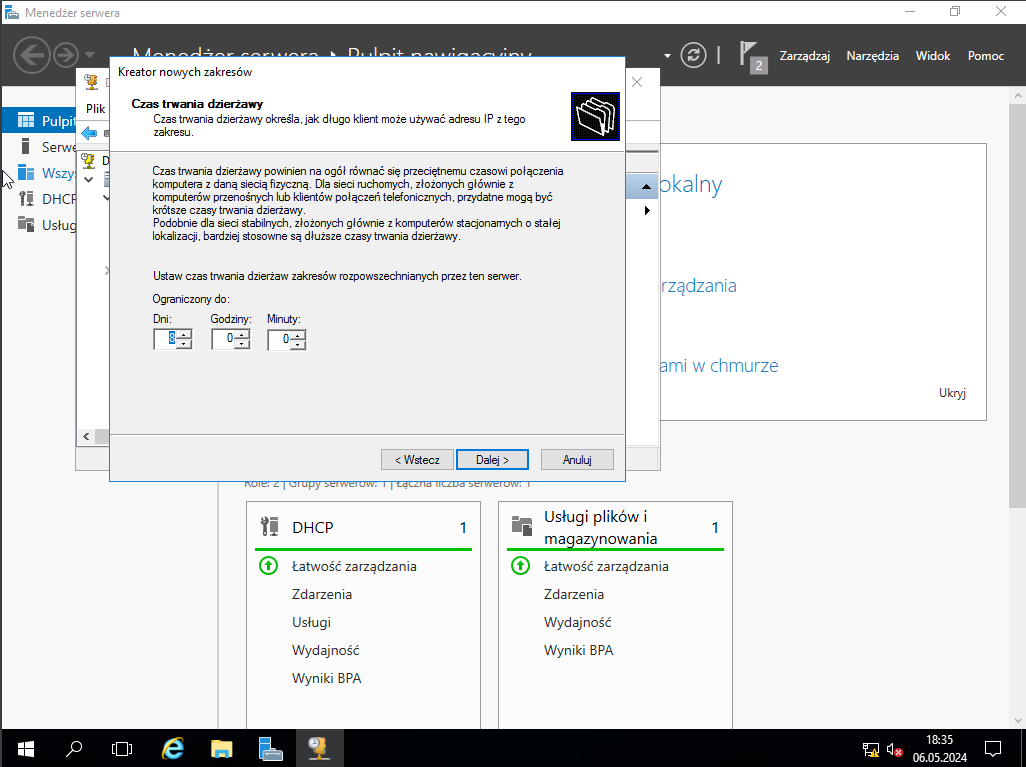 Menedżer serwera
Menedżer serwera ‣ Pulpit nawigacyjny
2
Zarządzaj
Narzędzia
Widok
Pomoc
Plik
Kreator nowych zakresów
Czas trwania dzierżawy
Czas trwania dzierżawy określa, jak długo klient może używać adresu IP z tego
zakresu.
Czas trwania dzierżawy powinien na ogół równać się przeciętnemu czasowi połączenia
komputera z daną siecią fizyczną. Dla sieci ruchomych, złożonych głównie z
komputerów przenośnych lub klientów połączeń telefonicznych, przydatne mogą być
krótsze czasy trwania dzierżawy.
Podobnie dla sieci stabilnych, złożonych głównie z komputerów stacjonarnych o stałej
lokalizacji, bardziej stosowne są dłuższe czasy trwania dzierżawy.
Ustaw czas trwania dzierżaw zakresów rozpowszechnianych przez ten serwer.
Ograniczony do:
Dni:
Godziny:
Minuty:
8
0
0
< Wstecz
Dalej >
Anuluj
Pulpit
Serwe
Wszys
DHCP
Usług
D
okalny
rządzania
ami w chmurze
Ukryj
Role: 2 | Grupy serwerów: 1 | Łączna liczba serwerów: 1
DHCP
1
Łatwość zarządzania
Zdarzenia
Usługi
Wydajność
Wyniki BPA
Usługi plików i
magazynowania
1
Łatwość zarządzania
Zdarzenia
Wydajność
Wyniki BPA
18:35
06.05.2024